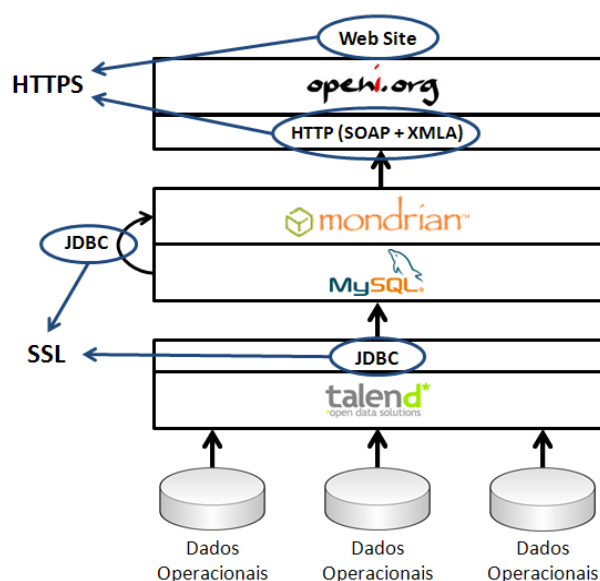 Web Site
HTTPS
openi.org
HTTP (SOAP + XMLA)
mondrian™
JDBC
MySQL®
SSL
JDBC
talend*
*open data solutions
Dados
Operacionais
Dados
Operacionais
Dados
Operacionais